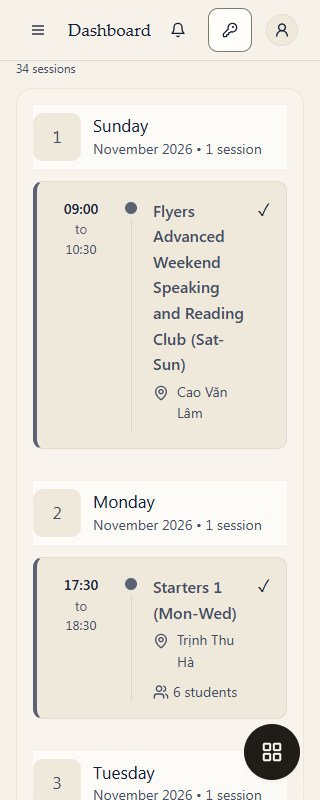 Dashboard
34 sessions
1
Sunday
November 2026 • 1 session
09:00
to
10:30
Flyers
Advanced
Weekend
Speaking
and Reading
Club (Sat-
Sun)
Cao Văn
Lâm
2
Monday
November 2026 • 1 session
17:30
to
18:30
Starters 1
(Mon-Wed)
Trịnh Thu
Hà
6 students
3
Tuesday
November 2026 • 1 session